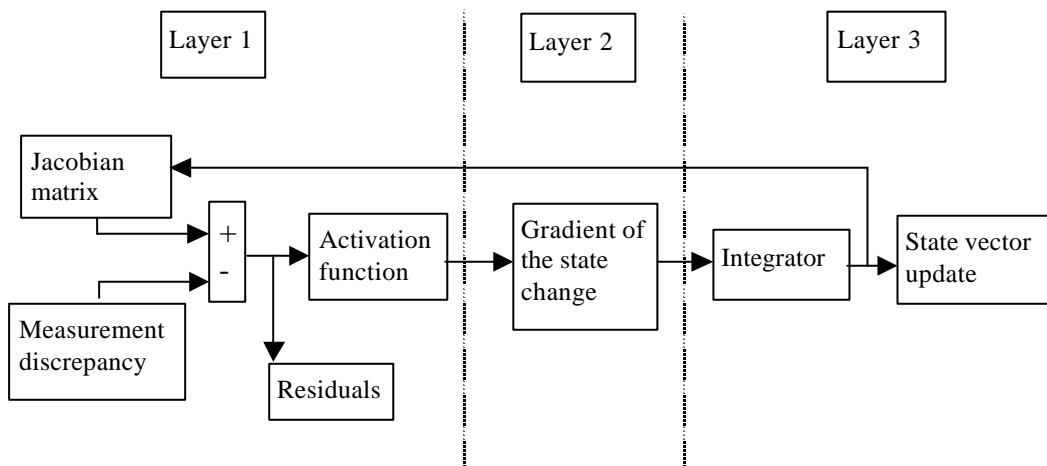 Layer 1
Layer 2
Layer 3
Jacobian
matrix
+
-
Activation
function
Gradient of
the state
change
Integrator
State vector
update
Measurement
discrepancy
Residuals